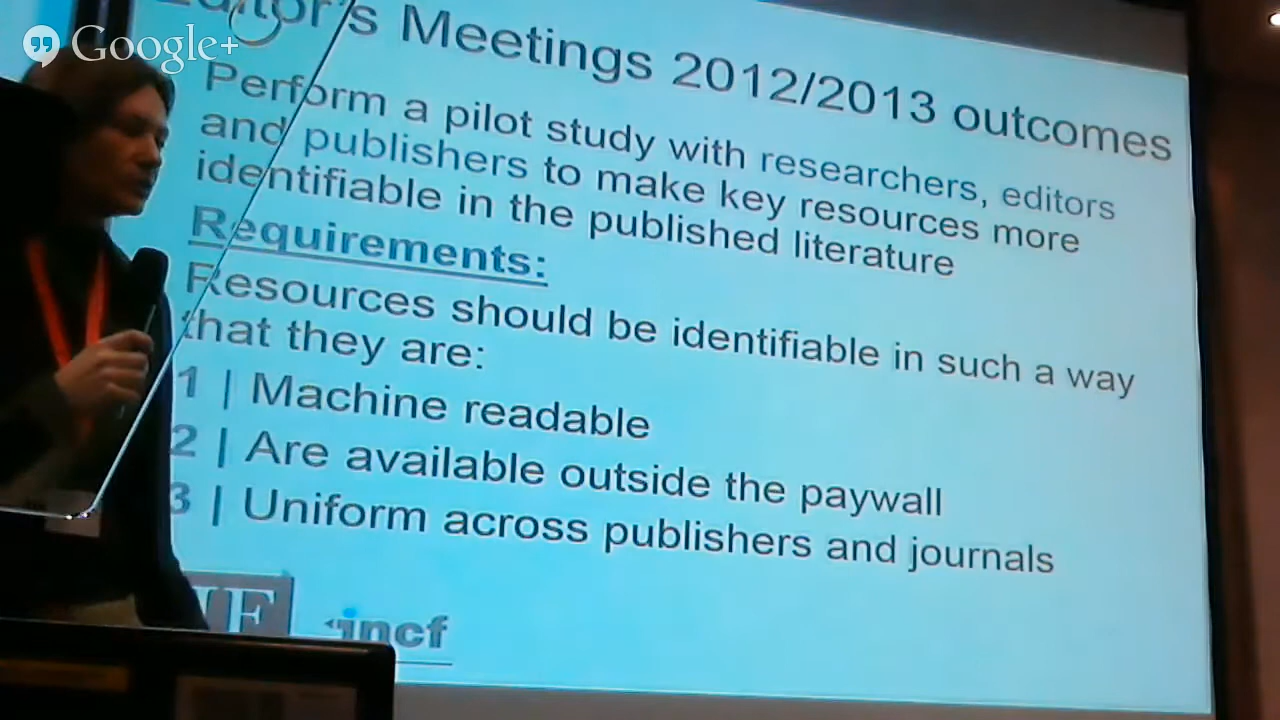 Google+
Editor's Meetings 2012/2013 outcomes
Perform a pilot study with researchers, editors
and publishers to make key resources more
identifiable in the published literature
Requirements:
Resources should be identifiable in such a way
that they are:
1 | Machine readable
2 | Are available outside the paywall
3 | Uniform across publishers and journals
incf